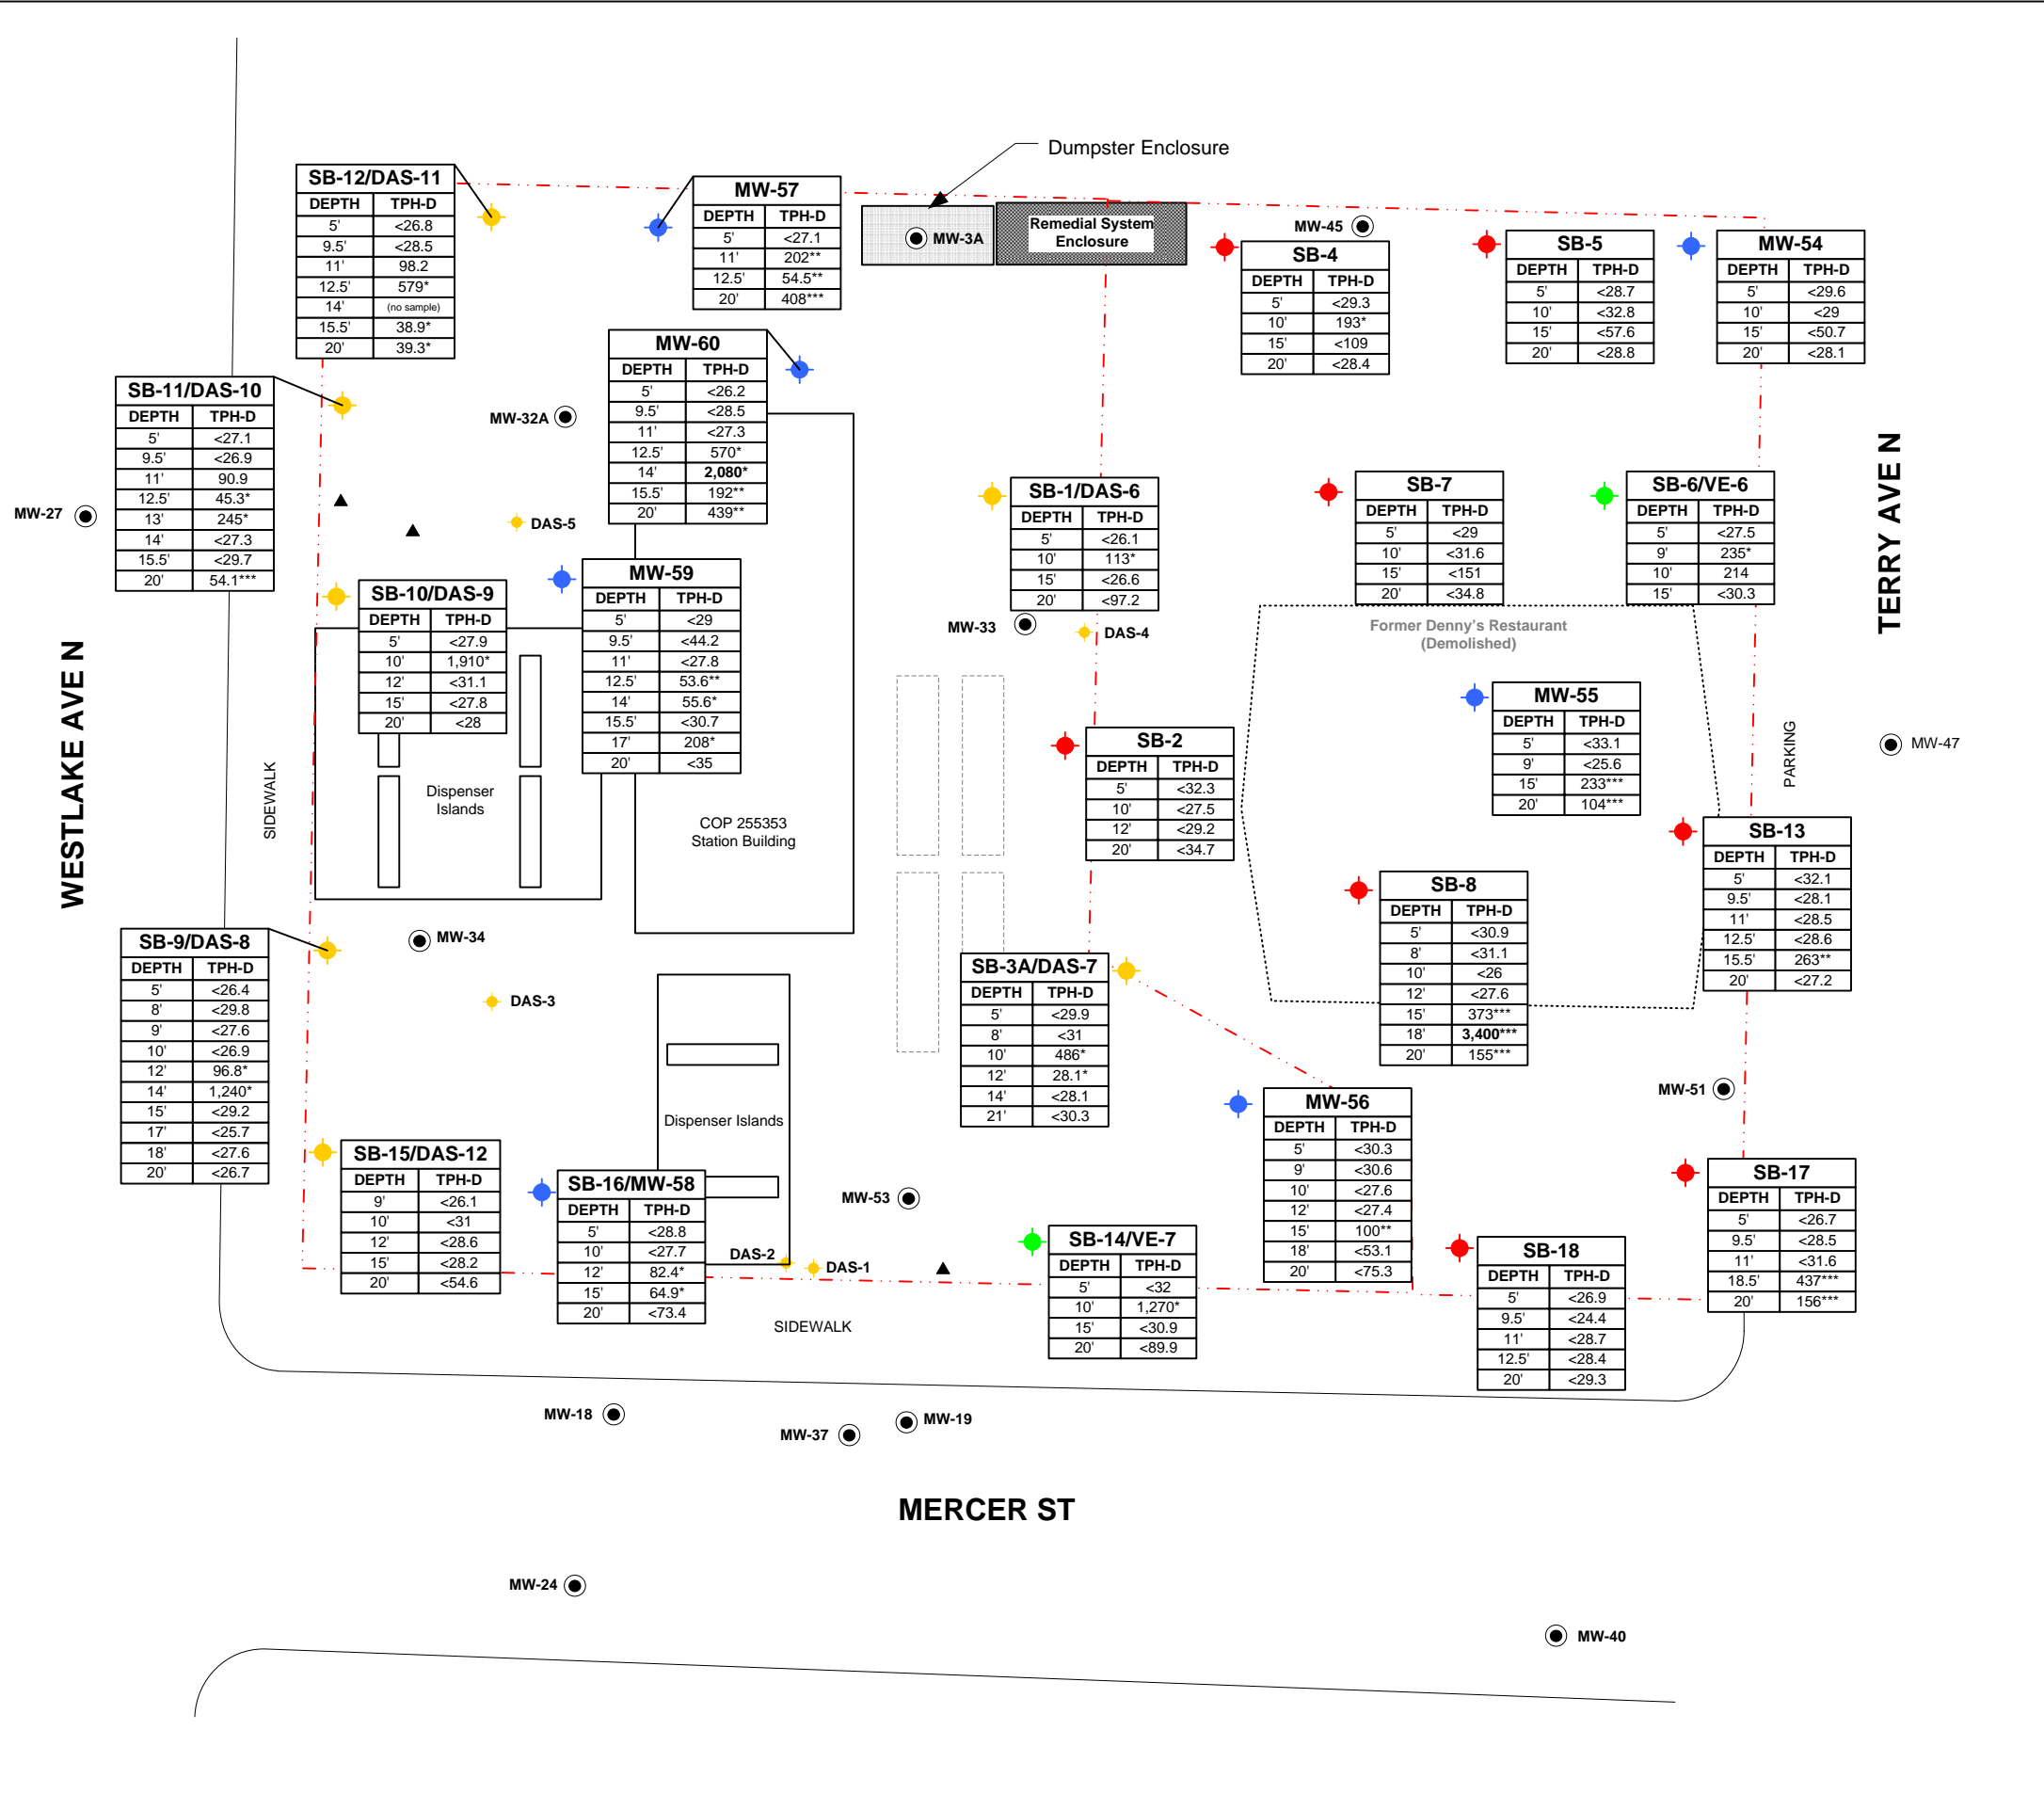 Dumpster Enclosure
SB-12/DAS-11
DEPTH TPH-D
5' <26.8
9.5' <28.5
11' 98.2
12.5' 579*
14' (no sample)
15.5' 38.9*
20' 39.3*
MW-57
DEPTH TPH-D
5' <27.1
11' 202**
12.5' 54.5**
20' 408***
MW-3A
Remedial System
Enclosure
MW-45
SB-4
DEPTH TPH-D
5' <29.3
10' 193*
15' <109
20' <28.4
SB-5
DEPTH TPH-D
5' <28.7
10' <32.8
15' <57.6
20' <28.8
MW-54
DEPTH TPH-D
5' <29.6
10' <29
15' <50.7
20' <28.1
SB-11/DAS-10
DEPTH TPH-D
5' <27.1
9.5' <26.9
11' 90.9
12.5' 45.3*
13' 245*
14' <27.3
15.5' <29.7
20' 54.1***
MW-32A
MW-60
DEPTH TPH-D
5' <26.2
9.5' <28.5
11' <27.3
12.5' 570*
14' 2,080*
15.5' 192**
20' 439**
MW-27
DAS-5
SB-1/DAS-6
DEPTH TPH-D
5' <26.1
10' 113*
15' <26.6
20' <97.2
SB-7
DEPTH TPH-D
5' <29
10' <31.6
15' <151
20' <34.8
SB-6/VE-6
DEPTH TPH-D
5' <27.5
9' 235*
10' 214
15' <30.3
TERRY AVE N
SB-10/DAS-9
DEPTH TPH-D
5' <27.9
10' 1,910*
12' <31.1
15' <27.8
20' <28
MW-59
DEPTH TPH-D
5' <29
9.5' <44.2
11' <27.8
12.5' 53.6**
14' 55.6*
15.5' <30.7
17' 208*
20' <35
MW-33
DAS-4
Former Denny's Restaurant
(Demolished)
WESTLAKE AVE N
SIDEWALK
Dispenser
Islands
COP 255353
Station Building
SB-2
DEPTH TPH-D
5' <32.3
10' <27.5
12' <29.2
20' <34.7
MW-55
DEPTH TPH-D
5' <33.1
9' <25.6
15' 233***
20' 104***
PARKING
MW-47
SB-13
DEPTH TPH-D
5' <32.1
9.5' <28.1
11' <28.5
12.5' <28.6
15.5' 263**
20' <27.2
SB-8
DEPTH TPH-D
5' <30.9
8' <31.1
10' <26
12' <27.6
15' 373***
18' 3,400***
20' 155***
SB-9/DAS-8
DEPTH TPH-D
5' <26.4
8' <29.8
9' <27.6
10' <26.9
12' 96.8*
14' 1,240*
15' <29.2
17' <25.7
18' <27.6
20' <26.7
MW-34
DAS-3
SB-3A/DAS-7
DEPTH TPH-D
5' <29.9
8' <31
10' 486*
12' 28.1*
14' <28.1
21' <30.3
Dispenser Islands
MW-51
MW-56
DEPTH TPH-D
5' <30.3
9' <30.6
10' <27.6
12' <27.4
15' 100**
18' <53.1
20' <75.3
SB-15/DAS-12
DEPTH TPH-D
9' <26.1
10' <31
12' <28.6
15' <28.2
20' <54.6
SB-16/MW-58
DEPTH TPH-D
5' <28.8
10' <27.7
12' 82.4*
15' 64.9*
20' <73.4
MW-53
DAS-2
DAS-1
SIDEWALK
SB-14/VE-7
DEPTH TPH-D
5' <32
10' 1,270*
15' <30.9
20' <89.9
SB-18
DEPTH TPH-D
5' <26.9
9.5' <24.4
11' <28.7
12.5' <28.4
20' <29.3
SB-17
DEPTH TPH-D
5' <26.7
9.5' <28.5
11' <31.6
18.5' 437***
20' 156***
MW-18
MW-37
MW-19
MERCER ST
MW-24
MW-40